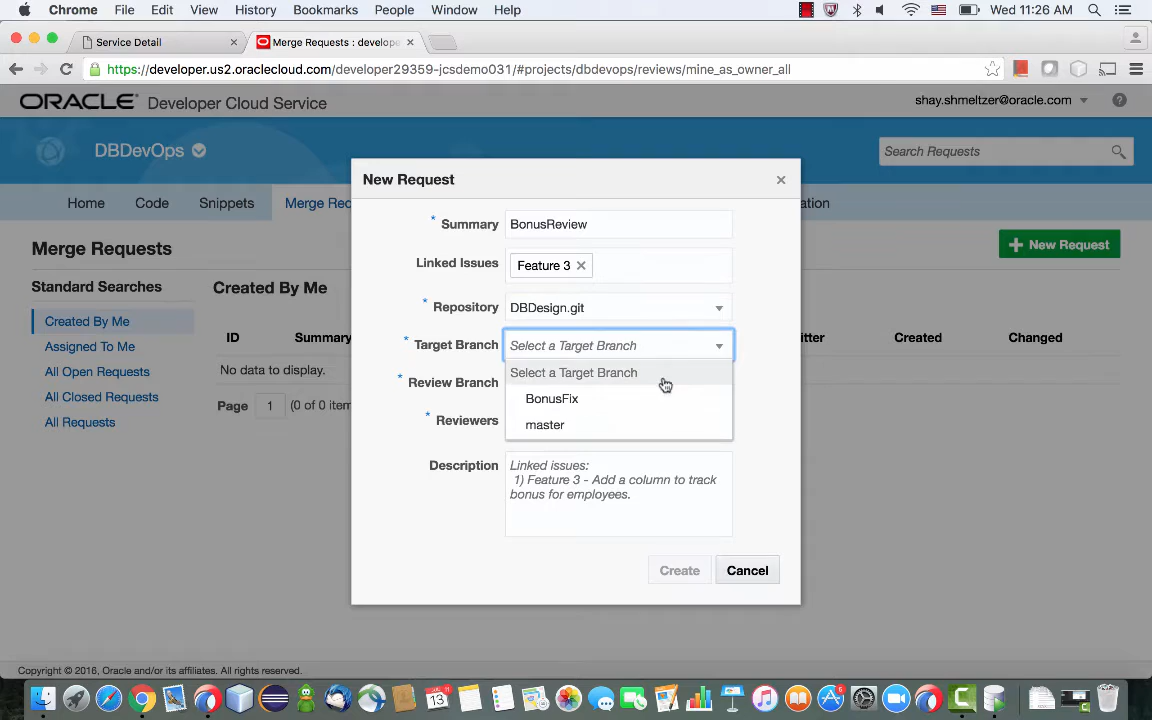 Chrome File Edit View History Bookmarks People Window Help Wed 11:26 AM
Service Detail × Merge Requests : develope ×
https://developer.us2.oraclecloud.com/developer29359-jcsdemo031/#projects/dbdevops/reviews/mine_as_owner_all
ORACLE® Developer Cloud Service shay.shmeltzer@oracle.com ?
DBDevOps Search Requests
New Request ×
Home Code Snippets Merge Rec
* Summary BonusReview
Merge Requests + New Request
Linked Issues Feature 3 ×
Standard Searches Created By Me
* Repository DBDesign.git
Created By Me
ID Summary Created Changed
* Target Branch Select a Target Branch
Assigned To Me
All Open Requests No data to display.
Select a Target Branch
* Review Branch
All Closed Requests
BonusFix
Page 1 (0 of 0 item
All Requests
* Reviewers
master
Description Linked issues:
1) Feature 3 - Add a column to track
bonus for employees.
Create Cancel
Copyright © 2016, Oracle and/or its affiliates. All rights reserved.
13